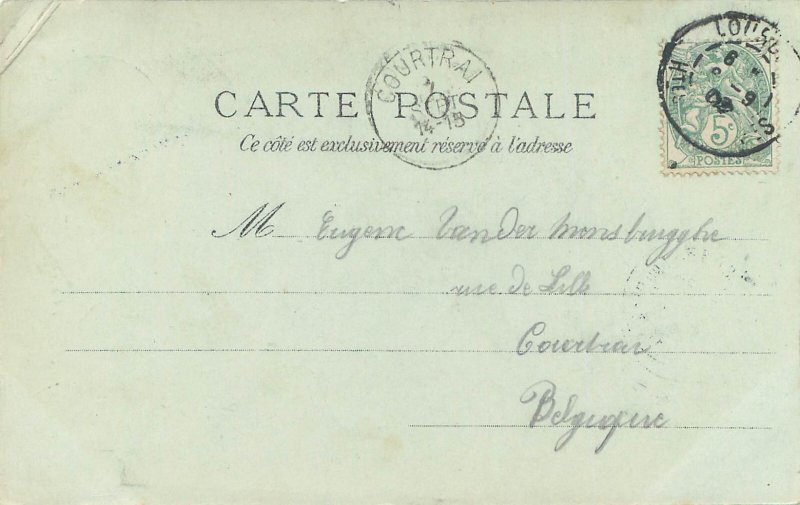 COURTRAI
14-15
CARTE POSTALE
Ce côté est exclusivement réservé à l'adresse
5c
POSTES
M Eugene Vander Monsbrugghe
rue de Lille
Courtrai
Belgique